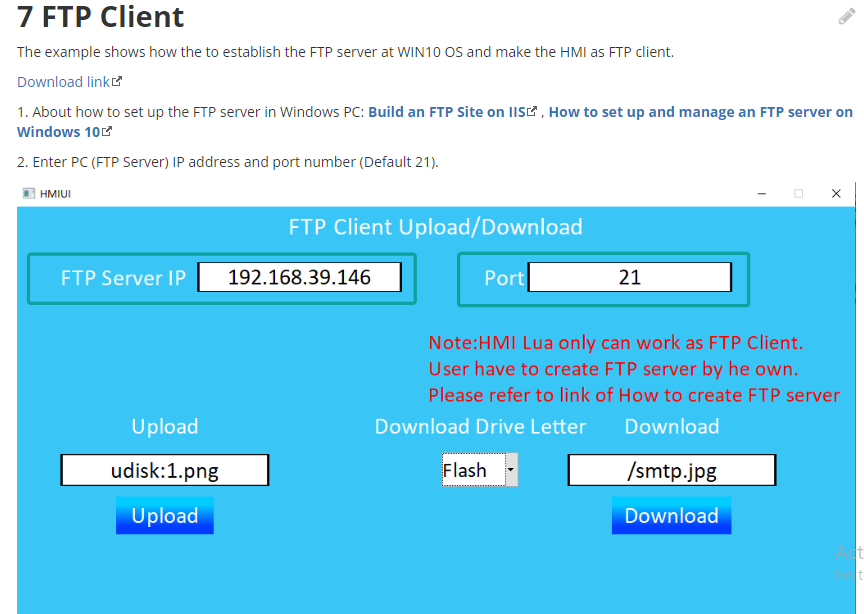 7 FTP Client
The example shows how the to establish the FTP server at WIN10 OS and make the HMI as FTP client.
Download link
1. About how to set up the FTP server in Windows PC: Build an FTP Site on IIS , How to set up and manage an FTP server on
Windows 10
2. Enter PC (FTP Server) IP address and port number (Default 21).
HMIUI
FTP Client Upload/Download
FTP Server IP 192.168.39.146 Port 21
Note:HMI Lua only can work as FTP Client.
User have to create FTP server by he own.
Please refer to link of How to create FTP server
Upload Download Drive Letter Download
udisk:1.png Flash /smtp.jpg
Upload Download
Act